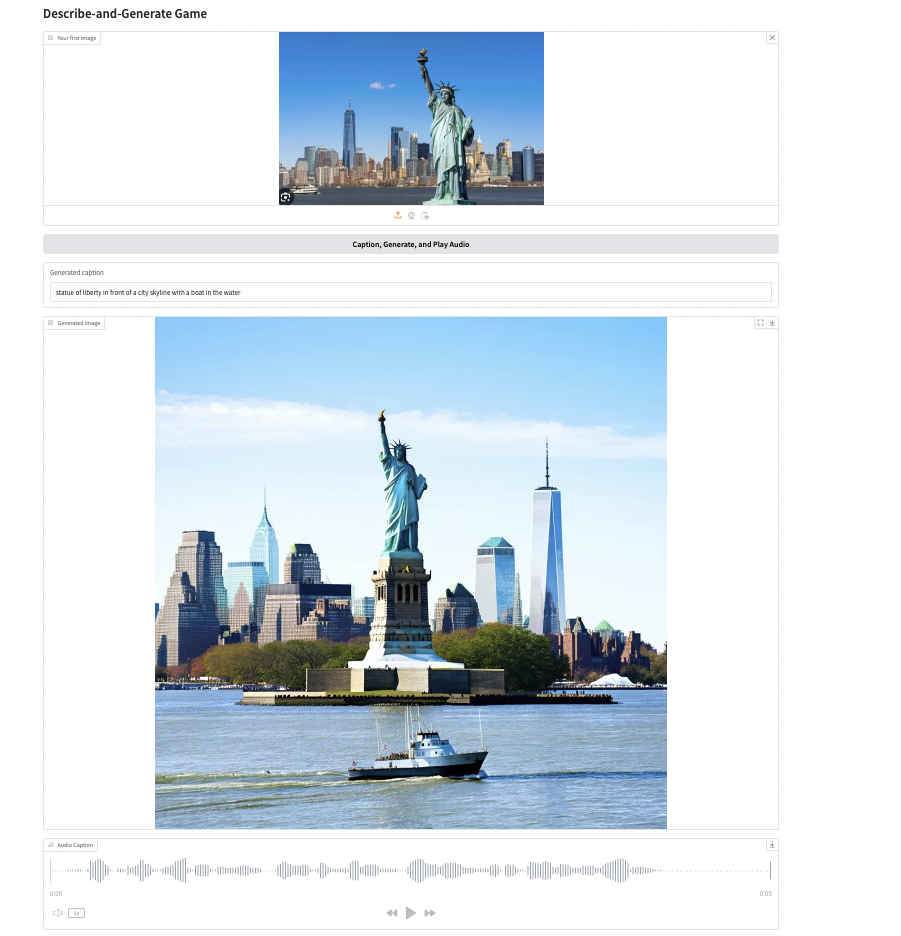 Describe-and-Generate Game
Your first image
Caption, Generate, and Play Audio
Generated caption
statue of liberty in front of a city skyline with a boat in the water
Generated Image
Audio Caption
0:00
0:05
1x